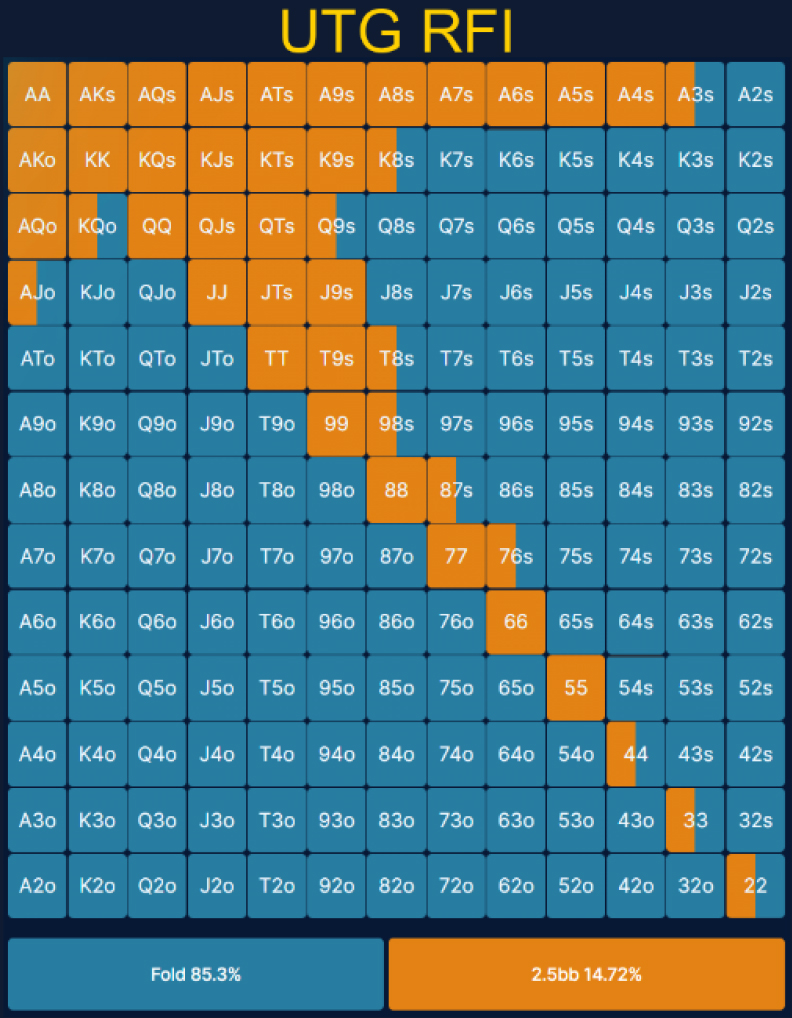 UTG RFI
AA AKs AQs AJs ATs A9s A8s A7s A6s A5s A4s A3s A2s
AKo KK KQs KJs KTs K9s K8s K7s K6s K5s K4s K3s K2s
AQo KQo QQ QJs QTs Q9s Q8s Q7s Q6s Q5s Q4s Q3s Q2s
AJo KJo QJo JJ JTs J9s J8s J7s J6s J5s J4s J3s J2s
ATo KTo QTo JTo TT T9s T8s T7s T6s T5s T4s T3s T2s
A9o K9o Q9o J9o T9o 99 98s 97s 96s 95s 94s 93s 92s
A8o K8o Q8o J8o T8o 98o 88 87s 86s 85s 84s 83s 82s
A7o K7o Q7o J7o T7o 97o 87o 77 76s 75s 74s 73s 72s
A6o K6o Q6o J6o T6o 96o 86o 76o 66 65s 64s 63s 62s
A5o K5o Q5o J5o T5o 95o 85o 75o 65o 55 54s 53s 52s
A4o K4o Q4o J4o T4o 94o 84o 74o 64o 54o 44 43s 42s
A3o K3o Q3o J3o T3o 93o 83o 73o 63o 53o 43o 33 32s
A2o K2o Q2o J2o T2o 92o 82o 72o 62o 52o 42o 32o 22
Fold 85.3% 2.5bb 14.72%